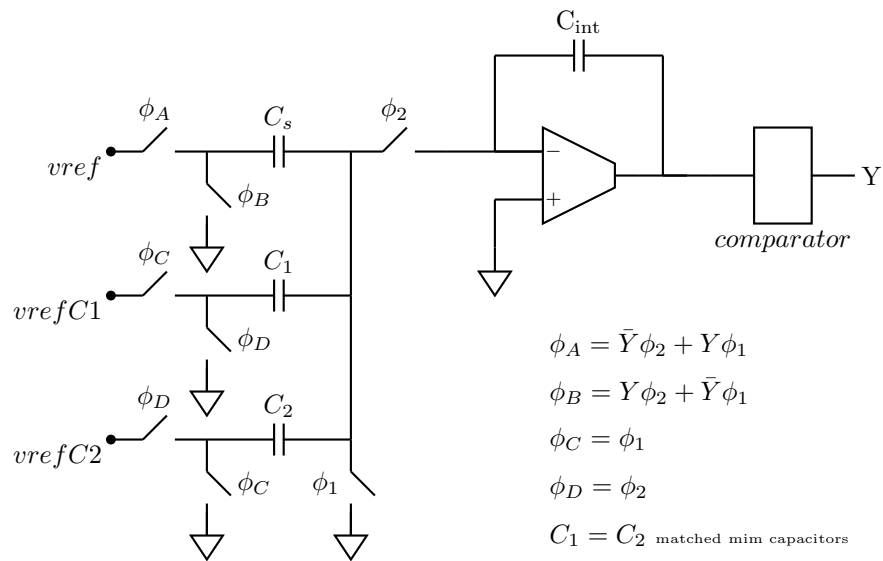 C_int
ϕ_A
C_s
ϕ_2
vref
−
Y
ϕ_B
+
comparator
ϕ_C
C_1
vrefC1
ϕ_D
ϕ_A = Ȳϕ_2 + Yϕ_1
ϕ_D
C_2
ϕ_B = Yϕ_2 + Ȳϕ_1
vrefC2
ϕ_C = ϕ_1
ϕ_C
ϕ_1
ϕ_D = ϕ_2
C_1 = C_2 matched mim capacitors